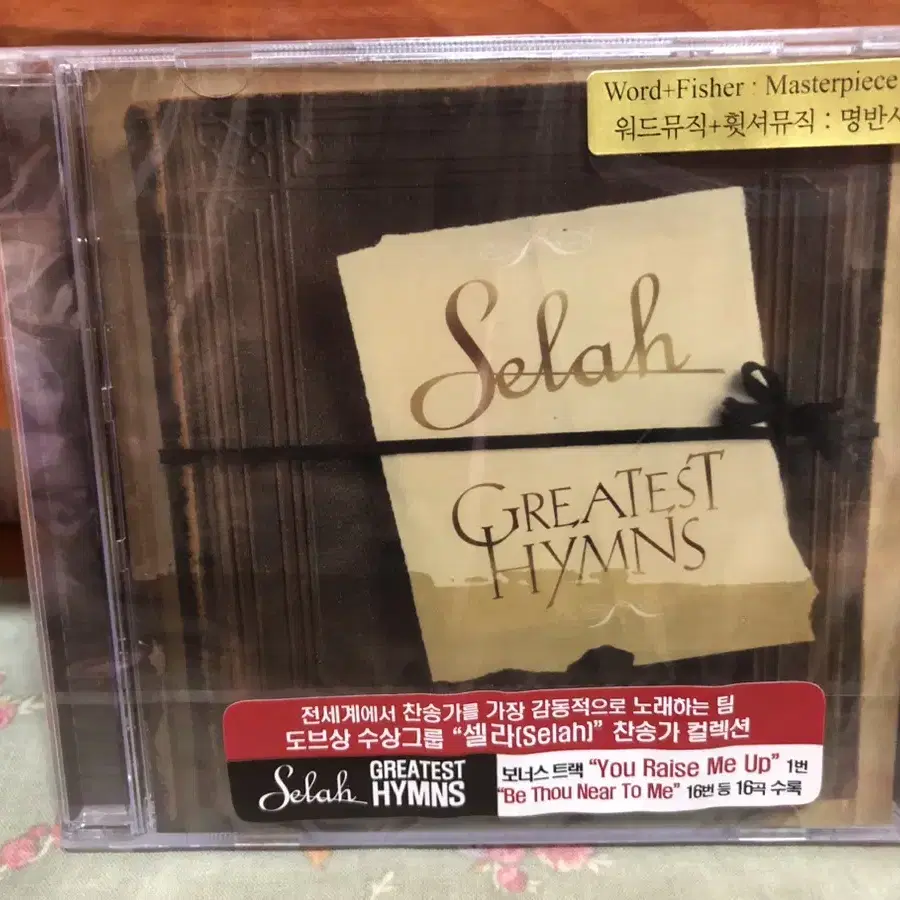 Word+Fisher : Masterpiece
워드뮤직+휫셔뮤직 : 명반
Selah
GREATEST
HYMNS
전세계에서 찬송가를 가장 감동적으로 노래하는 팀
도브상 수상그룹 “셀라(Selah)” 찬송가 컬렉션
Selah GREATEST HYMNS
보너스 트랙 “You Raise Me Up” 1번
“Be Thou Near To Me” 16번 등 16곡 수록